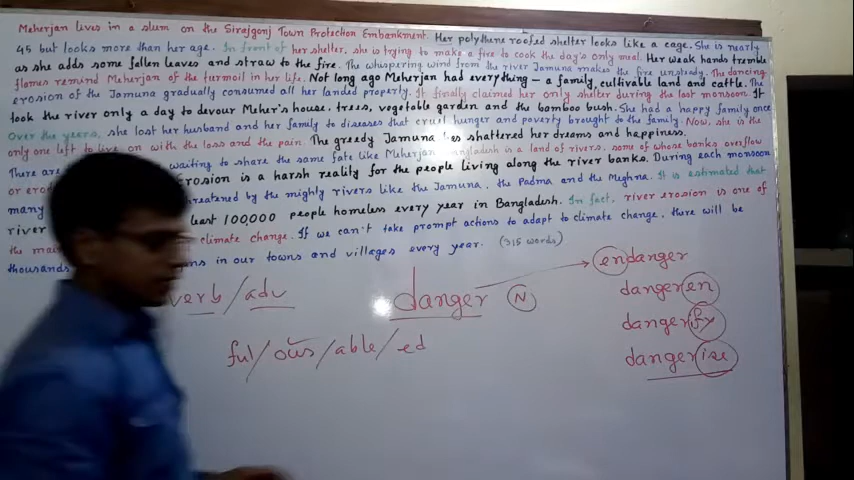 Meherjan lives in a slum on the Sirajgonj Town Protection Embankment. Her polythene roofed shelter looks like a cage. She is nearly
45 but looks more than her age. In front of her shelter, she is trying to make a fire to cook the day's only meal. Her weak hands tremble
as she adds some fallen leaves and straw to the fire. The whispering wind from the river Jamuna makes the fire unsteady. The dancing
flames remind Meherjan of the turmoil in her life. Not long ago Meherjan had everything – a family, cultivable land and cattle. The
erosion of the Jamuna gradually consumed all her landed property. It finally claimed her only shelter during the last monsoon. It
took the river only a day to devour Meher's house, trees, vegetable garden and the bamboo bush. She had a happy family once
Over the years, she lost her husband and her family to diseases that cruel hunger and poverty brought to the family. Now, she is the
only one left to live on with the loss and the pain. The greedy Jamuna has shattered her dreams and happiness.
There are waiting to share the same fate like Meherjan. Bangladesh is a land of rivers, some of whose banks overflow
or erod Erosion is a harsh reality for the people living along the river banks. During each monsoon
many threatened by the mighty rivers like the Jamuna, the Padma and the Meghna. It is estimated that
river least 100,000 people homeless every year in Bangladesh. In fact, river erosion is one of
the mai climate change. If we can't take prompt actions to adapt to climate change, there will be
thousands ns in our towns and villages every year. (315 words)
verb / adv danger N endanger
dangeren
dangerify
ful / ous / able / ed dangerise